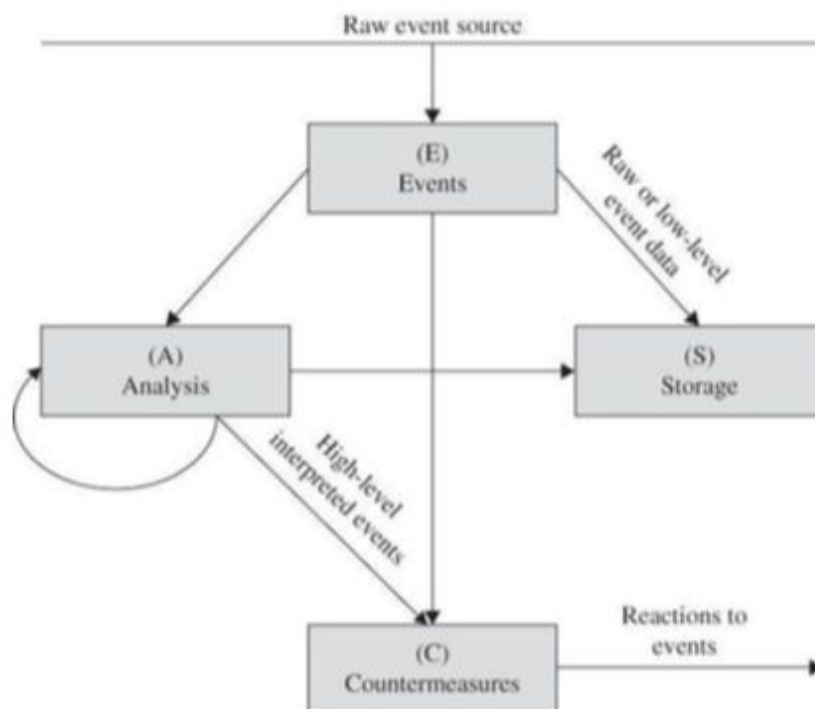 Raw event source
(E)
Events
Raw or low-level
event data
(A)
Analysis
(S)
Storage
High-level
interpreted events
(C)
Countermeasures
Reactions to
events